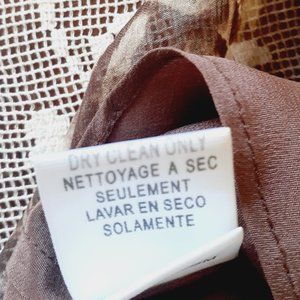 DRY CLEAN ONLY
NETTOYAGE A SEC
SEULEMENT
LAVAR EN SECO
SOLAMENTE